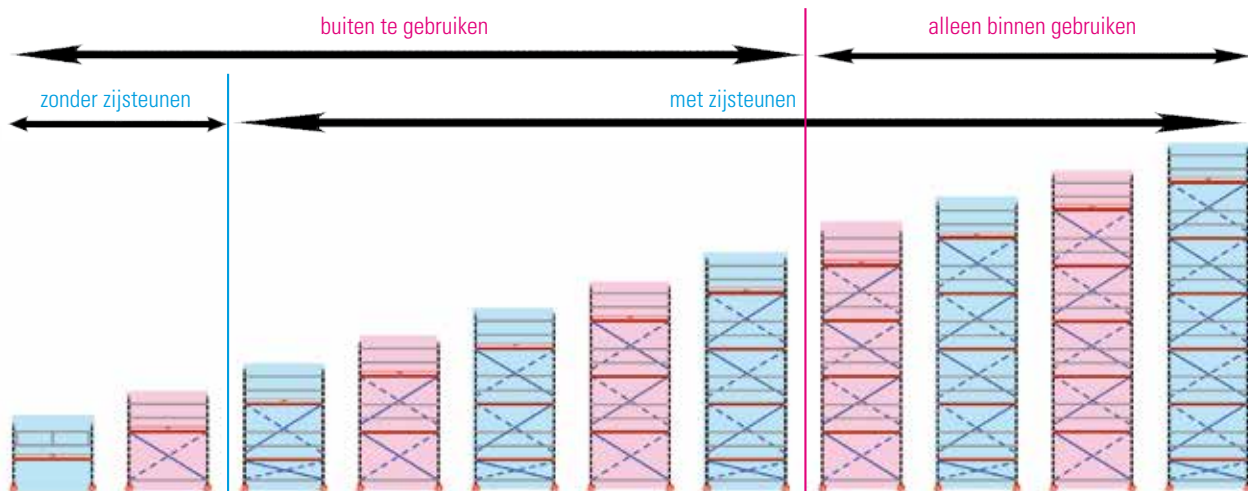 buiten te gebruiken
alleen binnen gebruiken
zonder zijsteunen
met zijsteunen